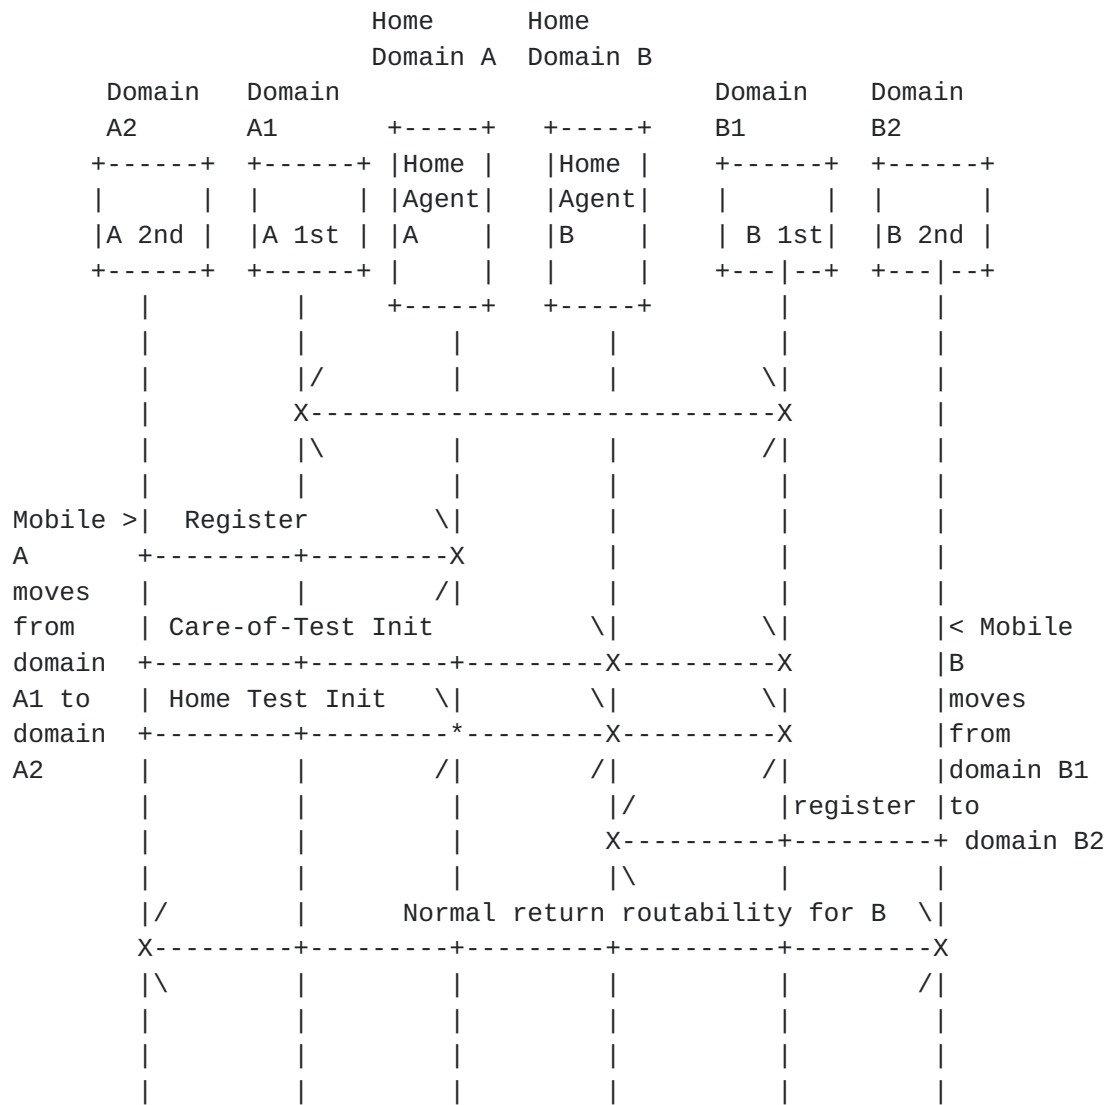 Home Home
Domain A Domain B
Domain Domain Domain Domain
A2 A1 +-----+ +-----+ B1 B2
+------+ +------+ |Home | |Home | +------+ +------+
| | | | |Agent| |Agent| | | | |
|A 2nd | |A 1st | |A | |B | | B 1st| |B 2nd |
+------+ +------+ | | | | +---|--+ +---|--+
| | +-----+ +-----+ | |
| | | | | |
| |/ | | \| |
| X------------------------------X |
| |\ | | /| |
| | | | | |
Mobile >| Register \| | | |
A +---------+---------X | | |
moves | | /| | | |
from | Care-of-Test Init \| \| |< Mobile
domain +---------+---------+---------X----------X |B
A1 to | Home Test Init \| \| \| |moves
domain +---------+---------*---------X----------X |from
A2 | | /| /| /| |domain B1
| | | |/ |register |to
| | | X----------+---------+ domain B2
| | | |\ | |
|/ | Normal return routability for B \|
X---------+---------+---------+----------+---------X
|\ | | | | /|
| | | | | |
| | | | | |
| | | | | |